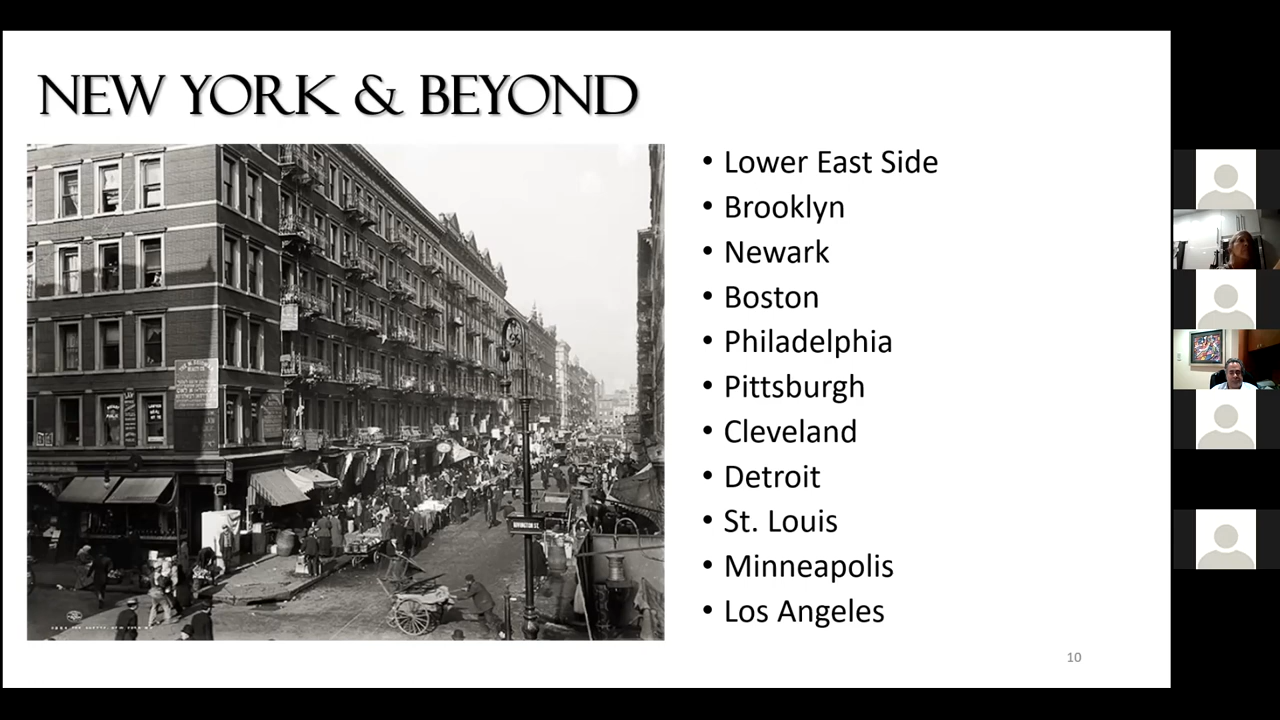 NEW YORK & BEYOND
• Lower East Side
• Brooklyn
• Newark
• Boston
• Philadelphia
• Pittsburgh
• Cleveland
• Detroit
• St. Louis
• Minneapolis
• Los Angeles
10